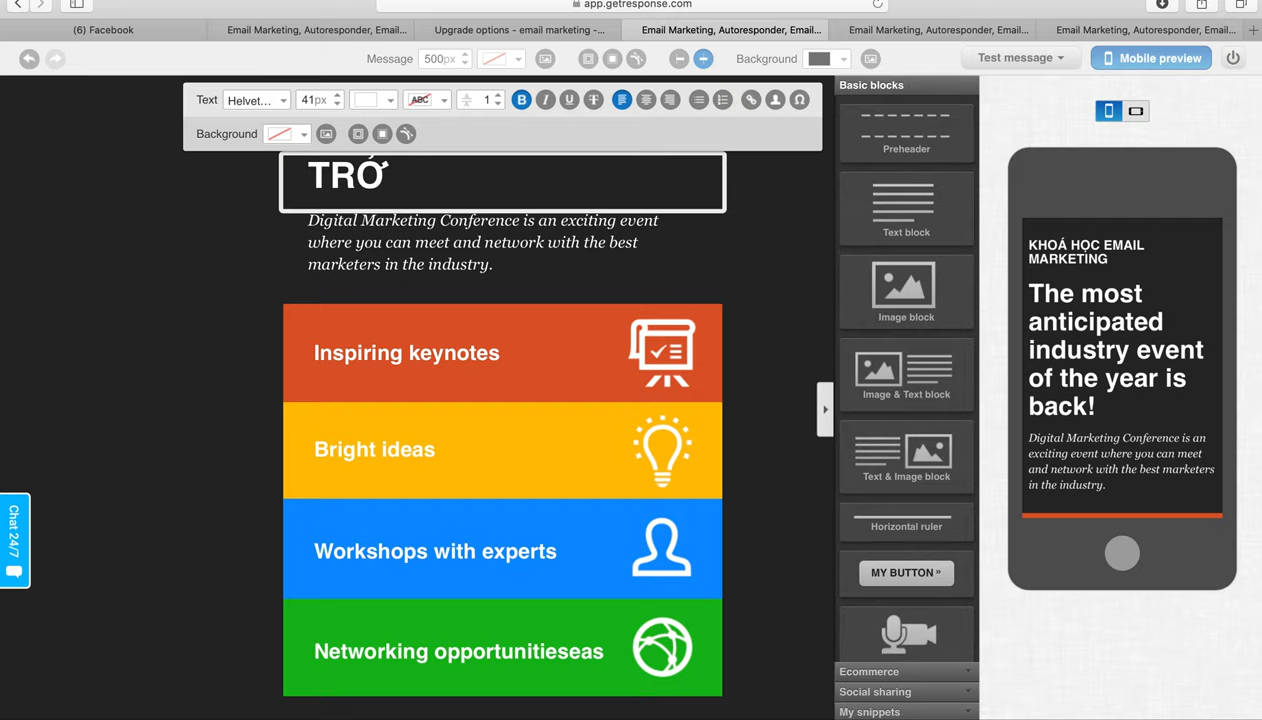 app.getresponse.com
(6) Facebook
Email Marketing, Autoresponder, Email...
Upgrade options - email marketing -...
Email Marketing, Autoresponder, Email...
Email Marketing, Autoresponder, Email...
Email Marketing, Autoresponder, Email...
Message
500px
Background
Test message
Mobile preview
Text
Helvet...
41px
ABC
1
B
I
U
T
Background
TRỞ
Digital Marketing Conference is an exciting event
where you can meet and network with the best
marketers in the industry.
Inspiring keynotes
Bright ideas
Workshops with experts
Networking opportunitieseas
Chat 24/7
Basic blocks
Preheader
Text block
Image block
Image & Text block
Text & Image block
Horizontal ruler
MY BUTTON »
Ecommerce
Social sharing
My snippets
KHOÁ HỌC EMAIL
MARKETING
The most
anticipated
industry event
of the year is
back!
Digital Marketing Conference is an
exciting event where you can meet
and network with the best marketers
in the industry.